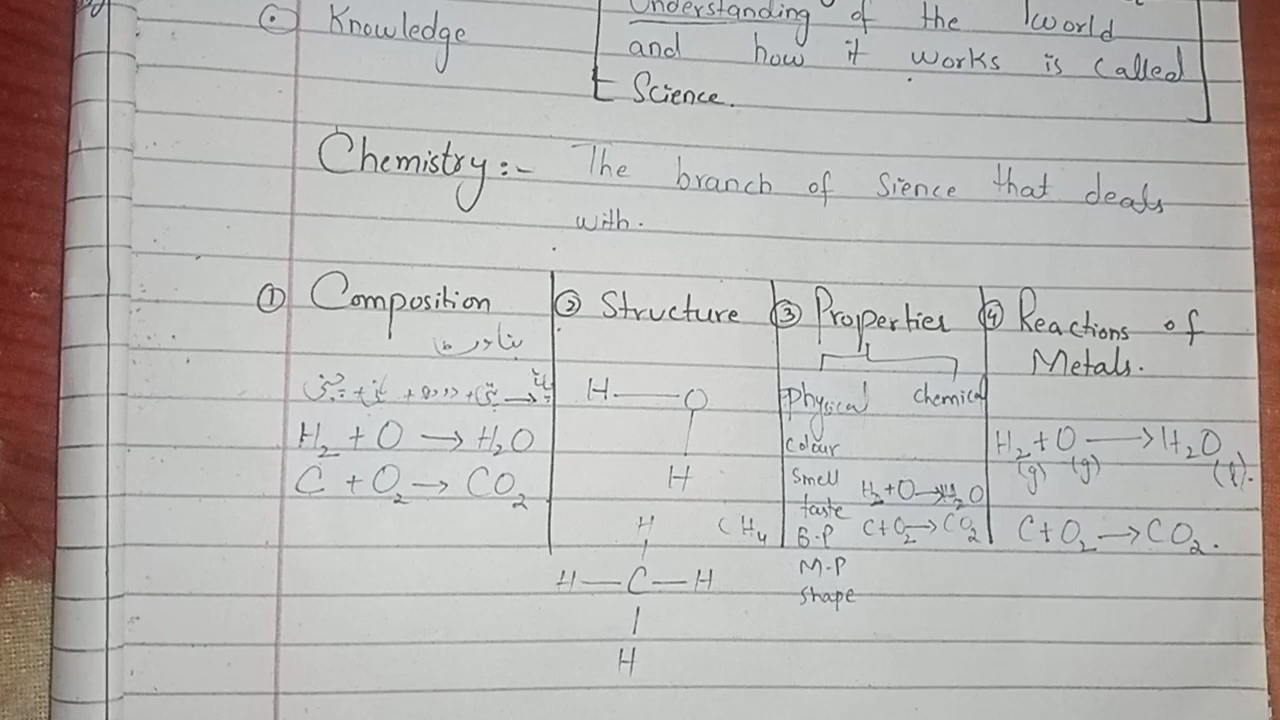 Knowledge
Understanding of the world
and how it works is called
Science.
Chemistry:- The branch of Sience that deals
with.
① Composition
بناوٹ
H₂ + O → H₂O
C + O₂ → CO₂
② Structure
H — O
H
CH₄
H
H — C — H
H
③ Properties
Physical chemical
colour
Smell
taste
B.P
M.P
shape
H₂+O→H₂O
C+O₂→CO₂
④ Reactions of
Metals.
H₂ + O → H₂O
(g) (g) (l).
C+O₂ → CO₂.